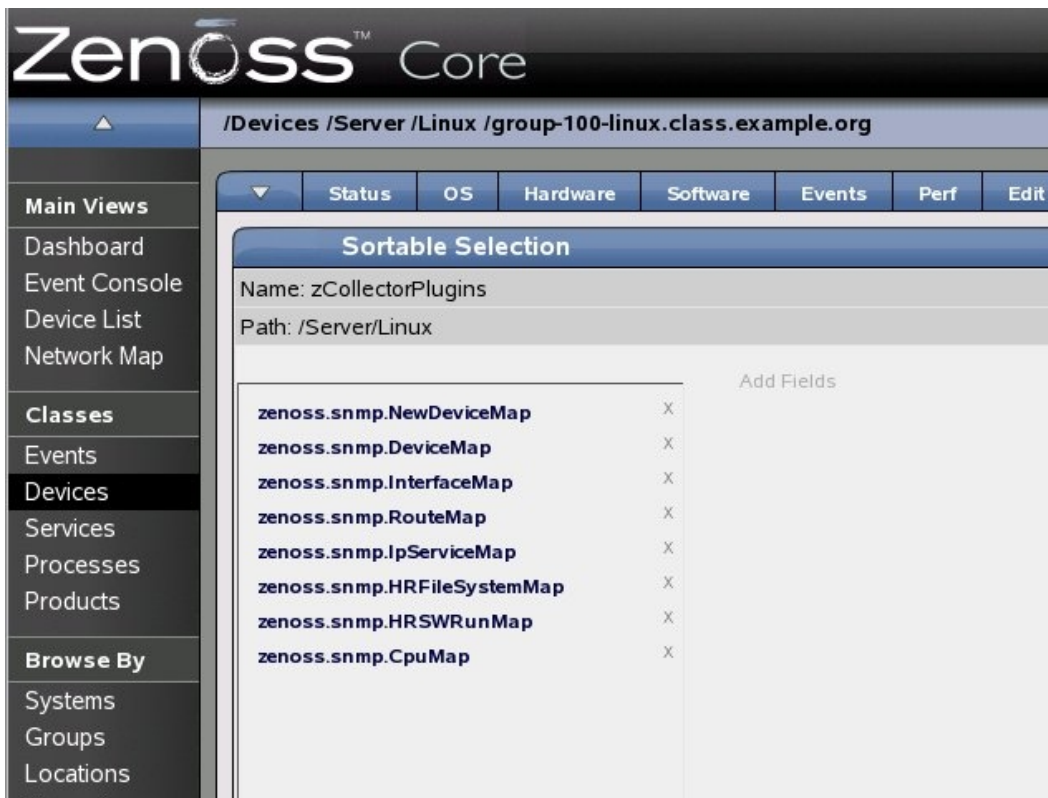 Zenoss™ Core
/Devices /Server /Linux /group-100-linux.class.example.org
Main Views
Dashboard
Event Console
Device List
Network Map
Classes
Events
Devices
Services
Processes
Products
Browse By
Systems
Groups
Locations
Status OS Hardware Software Events Perf Edit
Sortable Selection
Name: zCollectorPlugins
Path: /Server/Linux
Add Fields
zenoss.snmp.NewDeviceMap X
zenoss.snmp.DeviceMap X
zenoss.snmp.InterfaceMap X
zenoss.snmp.RouteMap X
zenoss.snmp.IpServiceMap X
zenoss.snmp.HRFileSystemMap X
zenoss.snmp.HRSWRunMap X
zenoss.snmp.CpuMap X